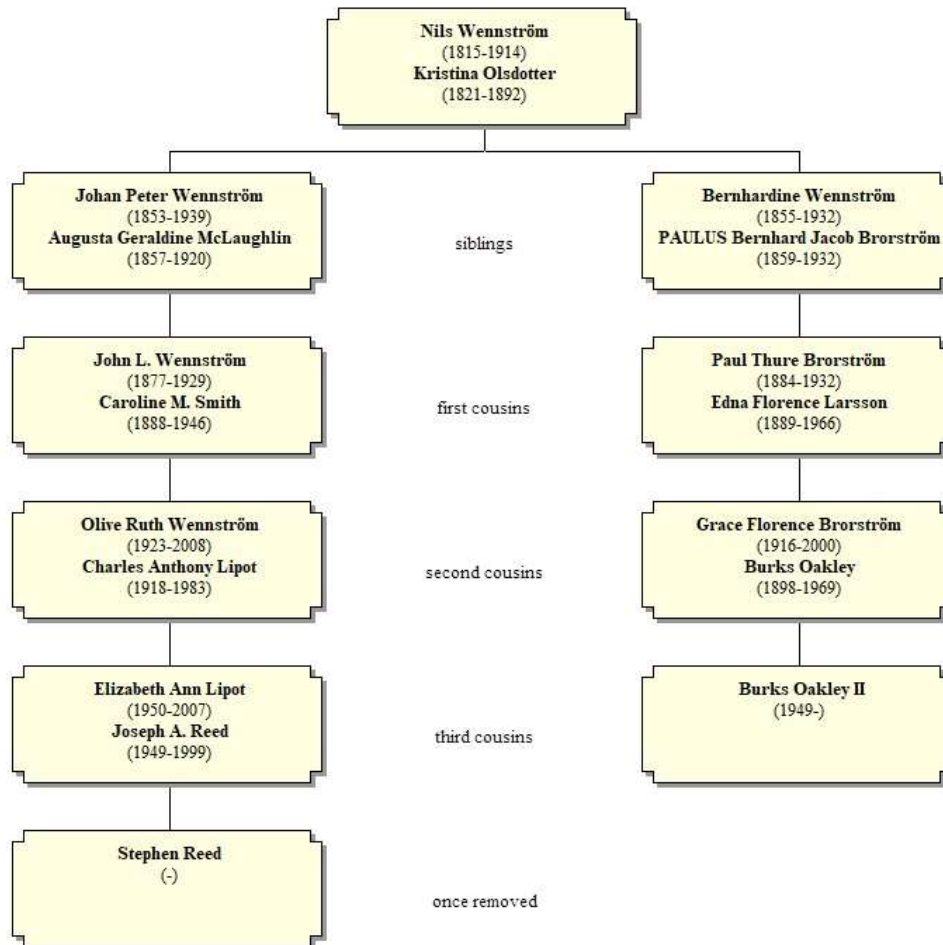 Nils Wennström
(1815-1914)
Kristina Olsdotter
(1821-1892)
Johan Peter Wennström
(1853-1939)
Augusta Geraldine McLaughlin
(1857-1920)
siblings
Bernhardine Wennström
(1855-1932)
PAULUS Bernhard Jacob Brorström
(1859-1932)
John L. Wennström
(1877-1929)
Caroline M. Smith
(1888-1946)
first cousins
Paul Thure Brorström
(1884-1932)
Edna Florence Larsson
(1889-1966)
Olive Ruth Wennström
(1923-2008)
Charles Anthony Lipot
(1918-1983)
second cousins
Grace Florence Brorström
(1916-2000)
Burks Oakley
(1898-1969)
Elizabeth Ann Lipot
(1950-2007)
Joseph A. Reed
(1949-1999)
third cousins
Burks Oakley II
(1949-)
Stephen Reed
(-)
once removed